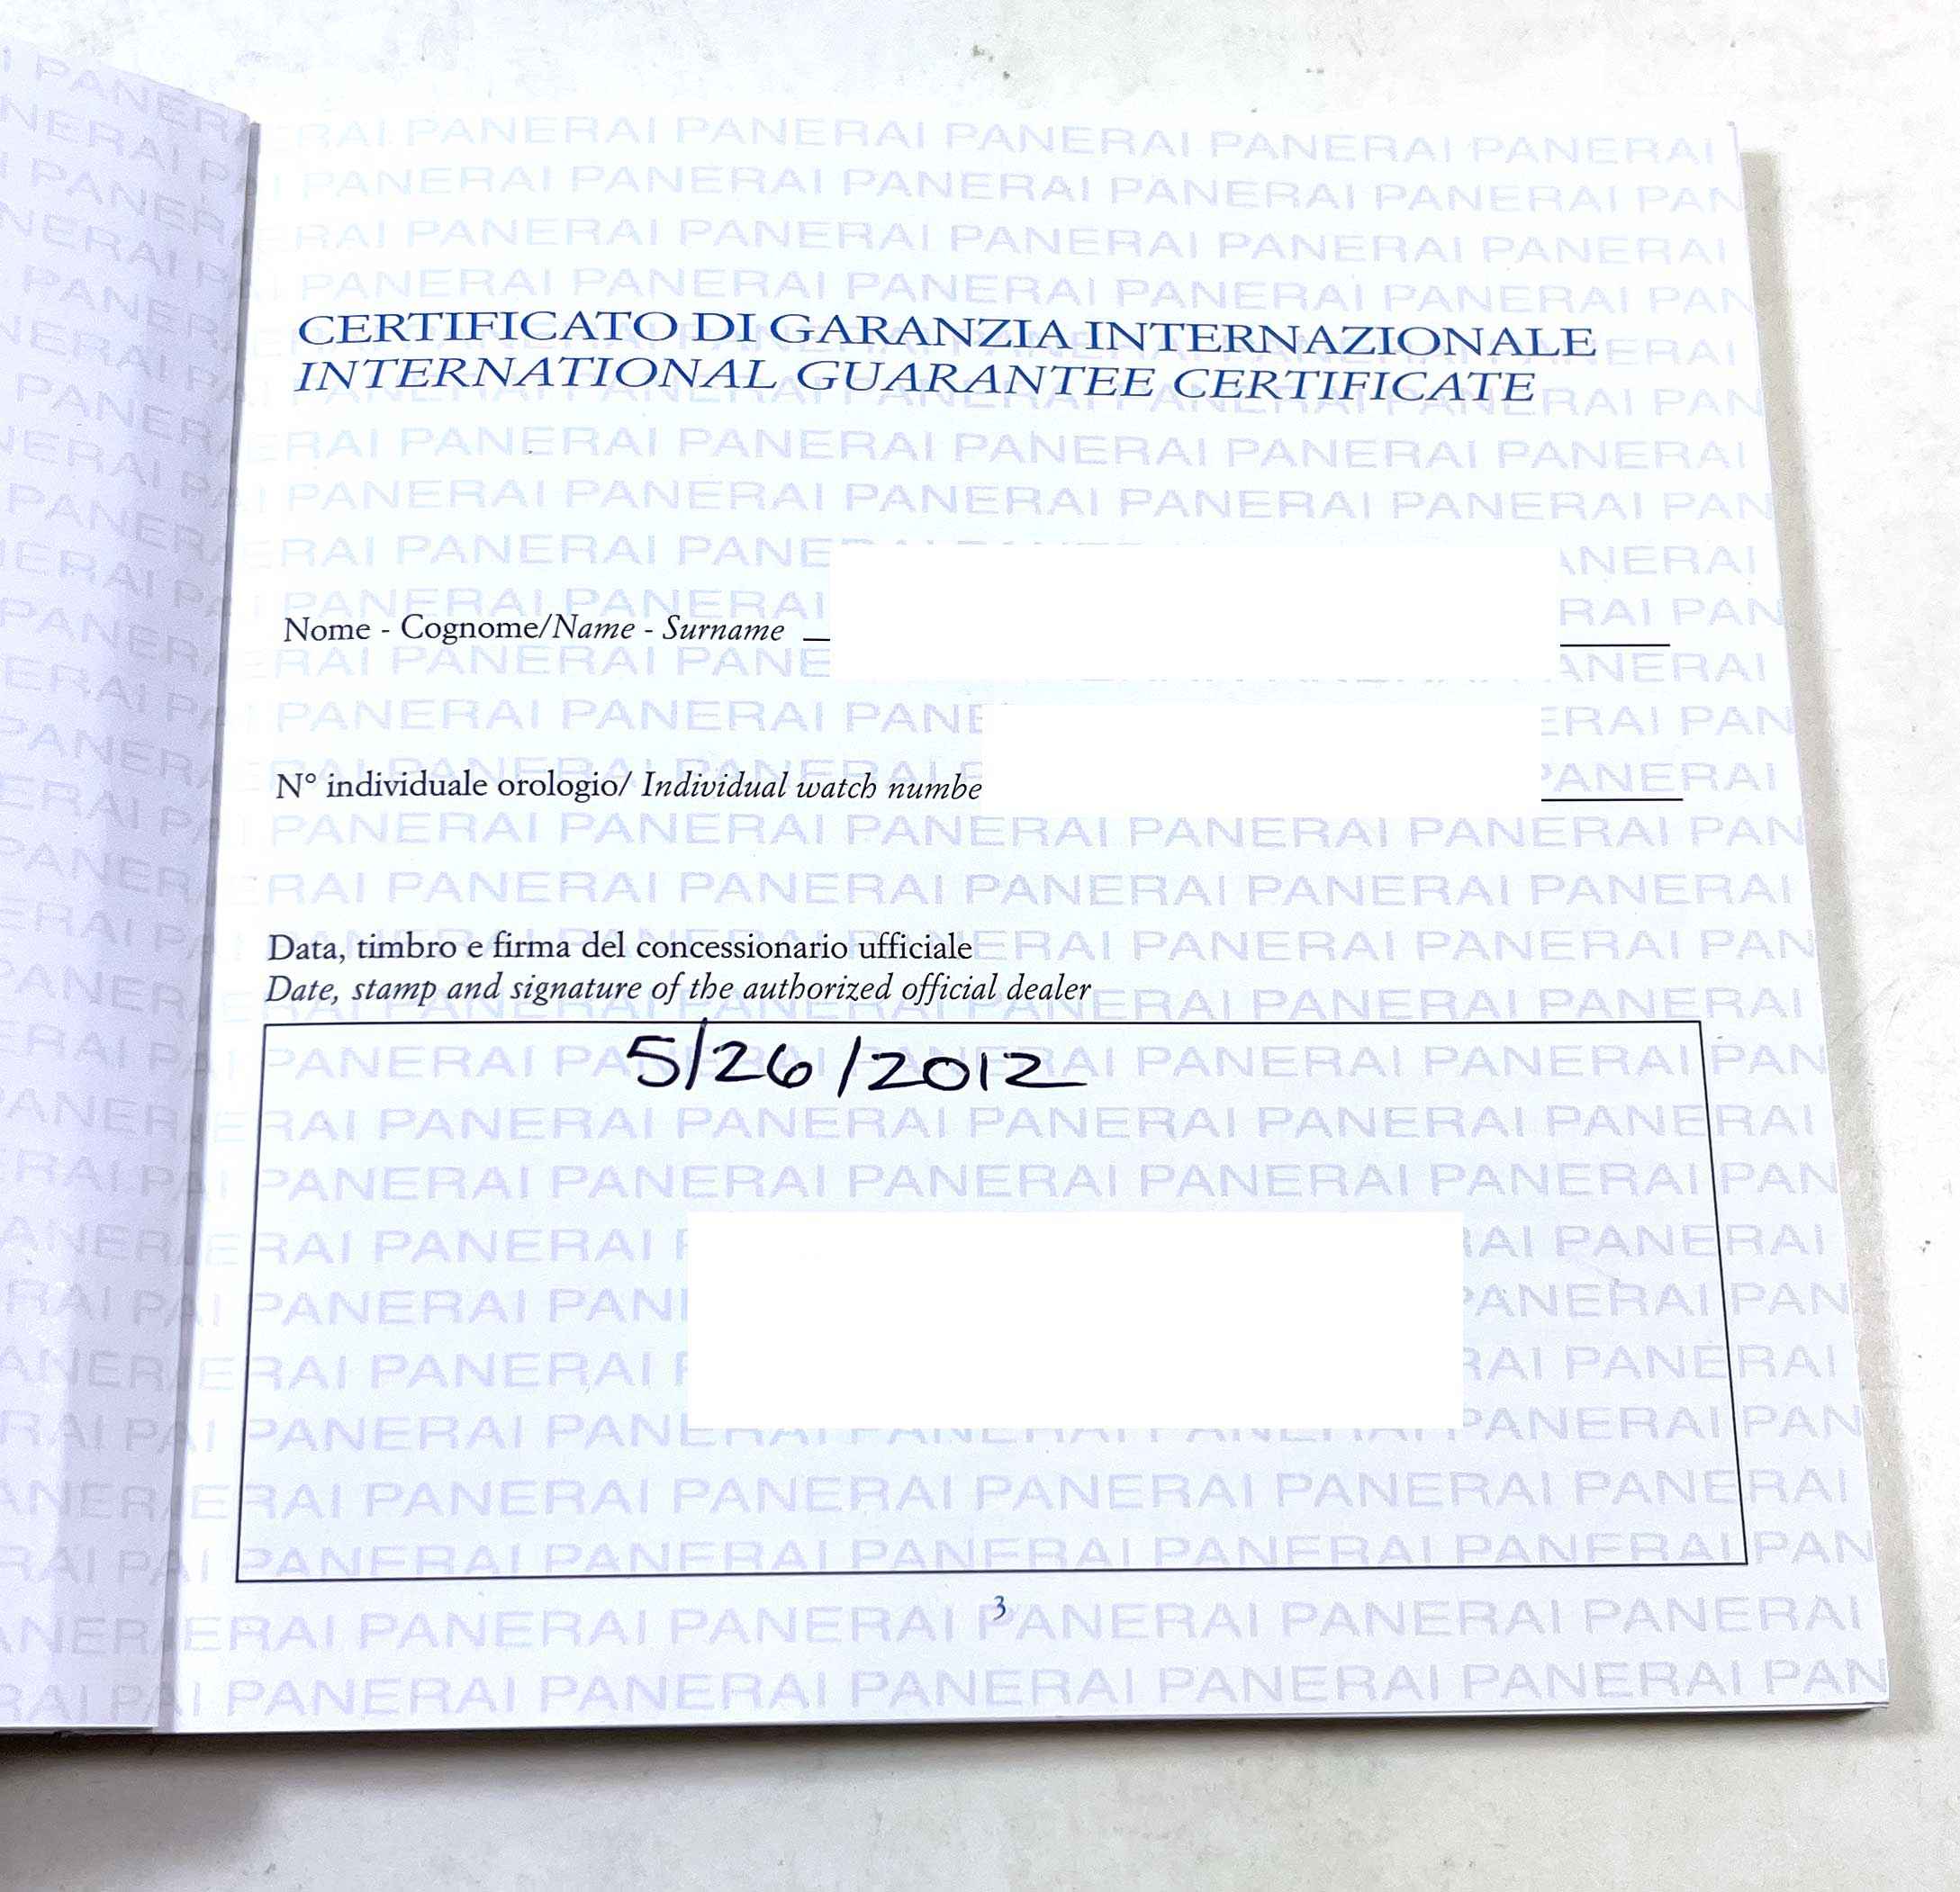 CERTIFICATO DI GARANZIA INTERNAZIONALE
INTERNATIONAL GUARANTEE CERTIFICATE
Nome - Cognome/Name - Surname
N° individuale orologio/ Individual watch numbe
Data, timbro e firma del concessionario ufficiale
Date, stamp and signature of the authorized official dealer
5/26/2012
3
PANERAI